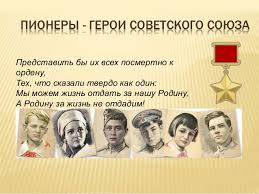 ПИОНЕРЫ - ГЕРОИ СОВЕТСКОГО СОЮЗА
Представить бы их всех посмертно к
ордену,
Тех, что сказали твердо как один:
Мы можем жизнь отдать за нашу Родину,
А Родину за жизнь не отдадим!